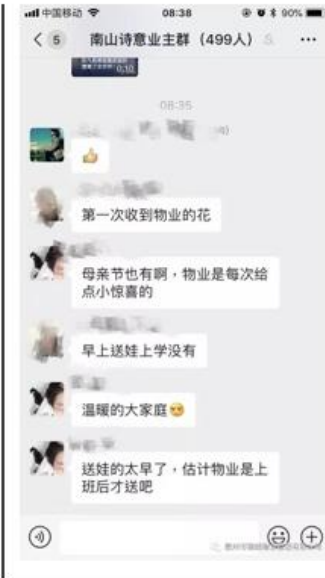 中国移动
08:38
90%
5
南山诗意业主群（499人）
0:10
08:35
第一次收到物业的花
母亲节也有啊，物业是每次给
点小惊喜的
早上送娃上学没有
温暖的大家庭
送娃的太早了，估计物业是上
班后才送吧